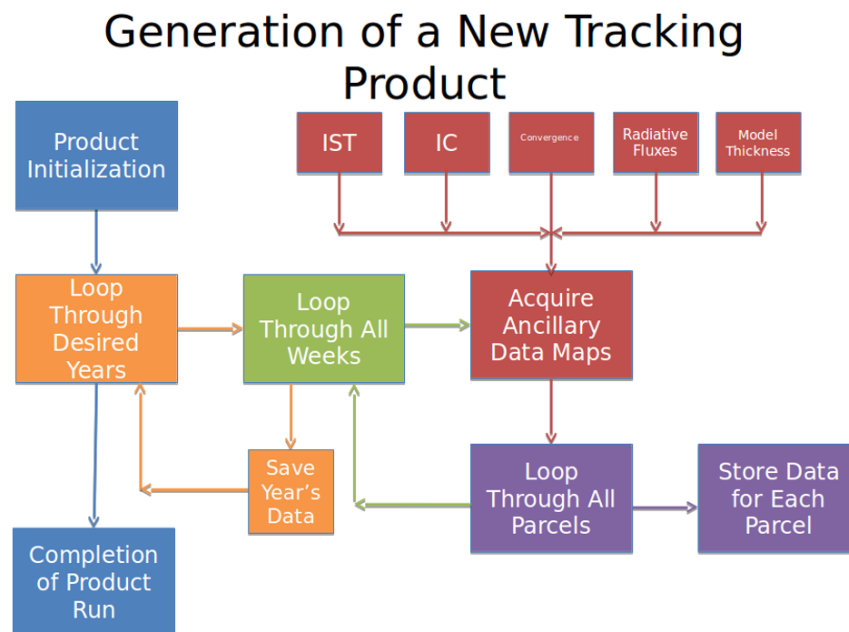 Generation of a New Tracking
Product
Product
Initialization
IST
IC
Convergence
Radiative
Fluxes
Model
Thickness
Loop
Through
Desired
Years
Loop
Through All
Weeks
Acquire
Ancillary
Data Maps
Save
Year’s
Data
Loop
Through All
Parcels
Store Data
for Each
Parcel
Completion
of Product
Run